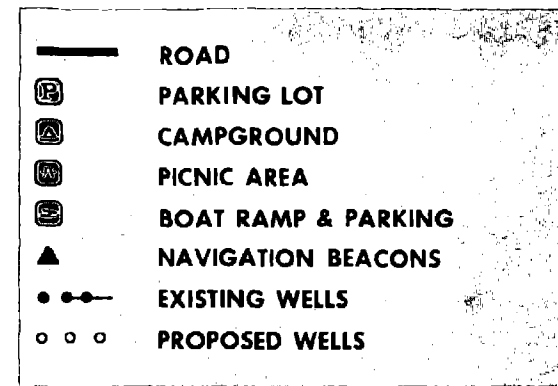 ROAD
P PARKING LOT
CAMPGROUND
PICNIC AREA
BOAT RAMP & PARKING
NAVIGATION BEACONS
EXISTING WELLS
PROPOSED WELLS